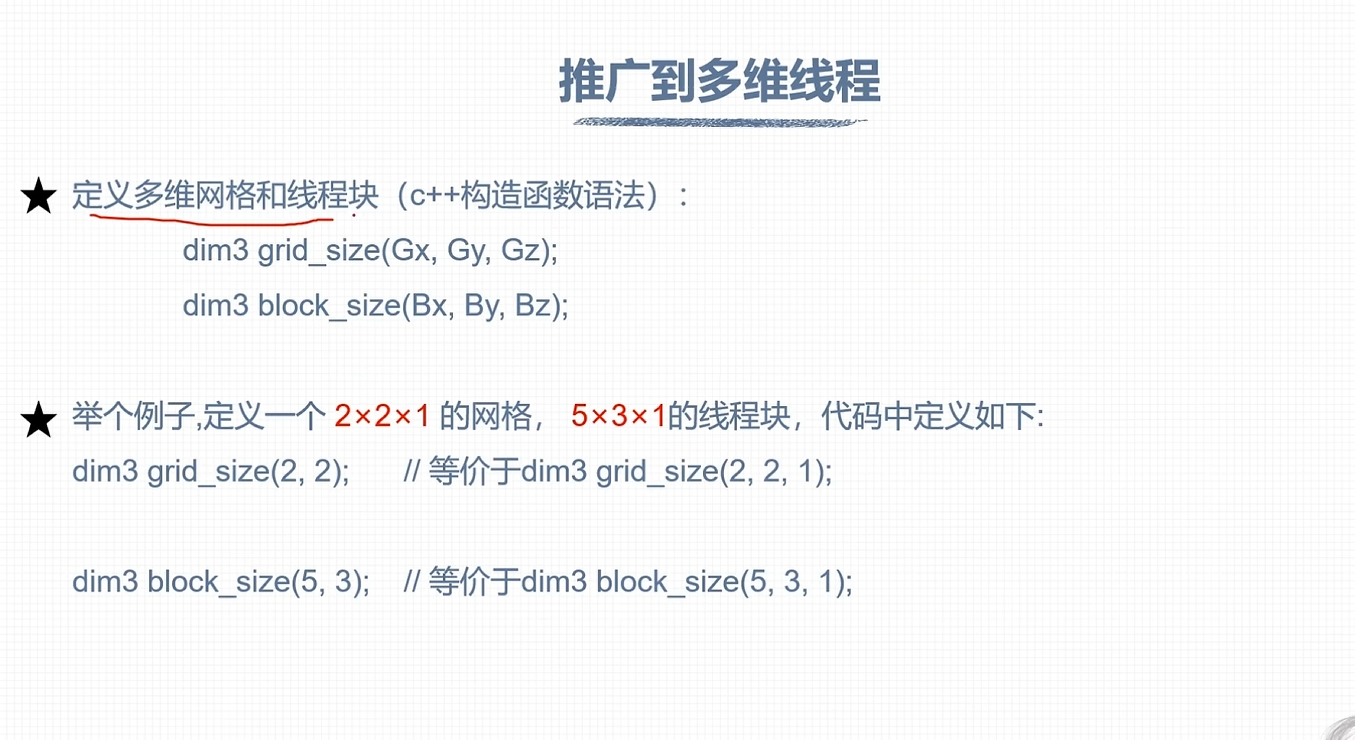 推广到多维线程
★ 定义多维网格和线程块（c++构造函数语法）:
dim3 grid_size(Gx, Gy, Gz);
dim3 block_size(Bx, By, Bz);
★ 举个例子,定义一个 2×2×1 的网格， 5×3×1的线程块，代码中定义如下:
dim3 grid_size(2, 2); // 等价于dim3 grid_size(2, 2, 1);
dim3 block_size(5, 3); // 等价于dim3 block_size(5, 3, 1);